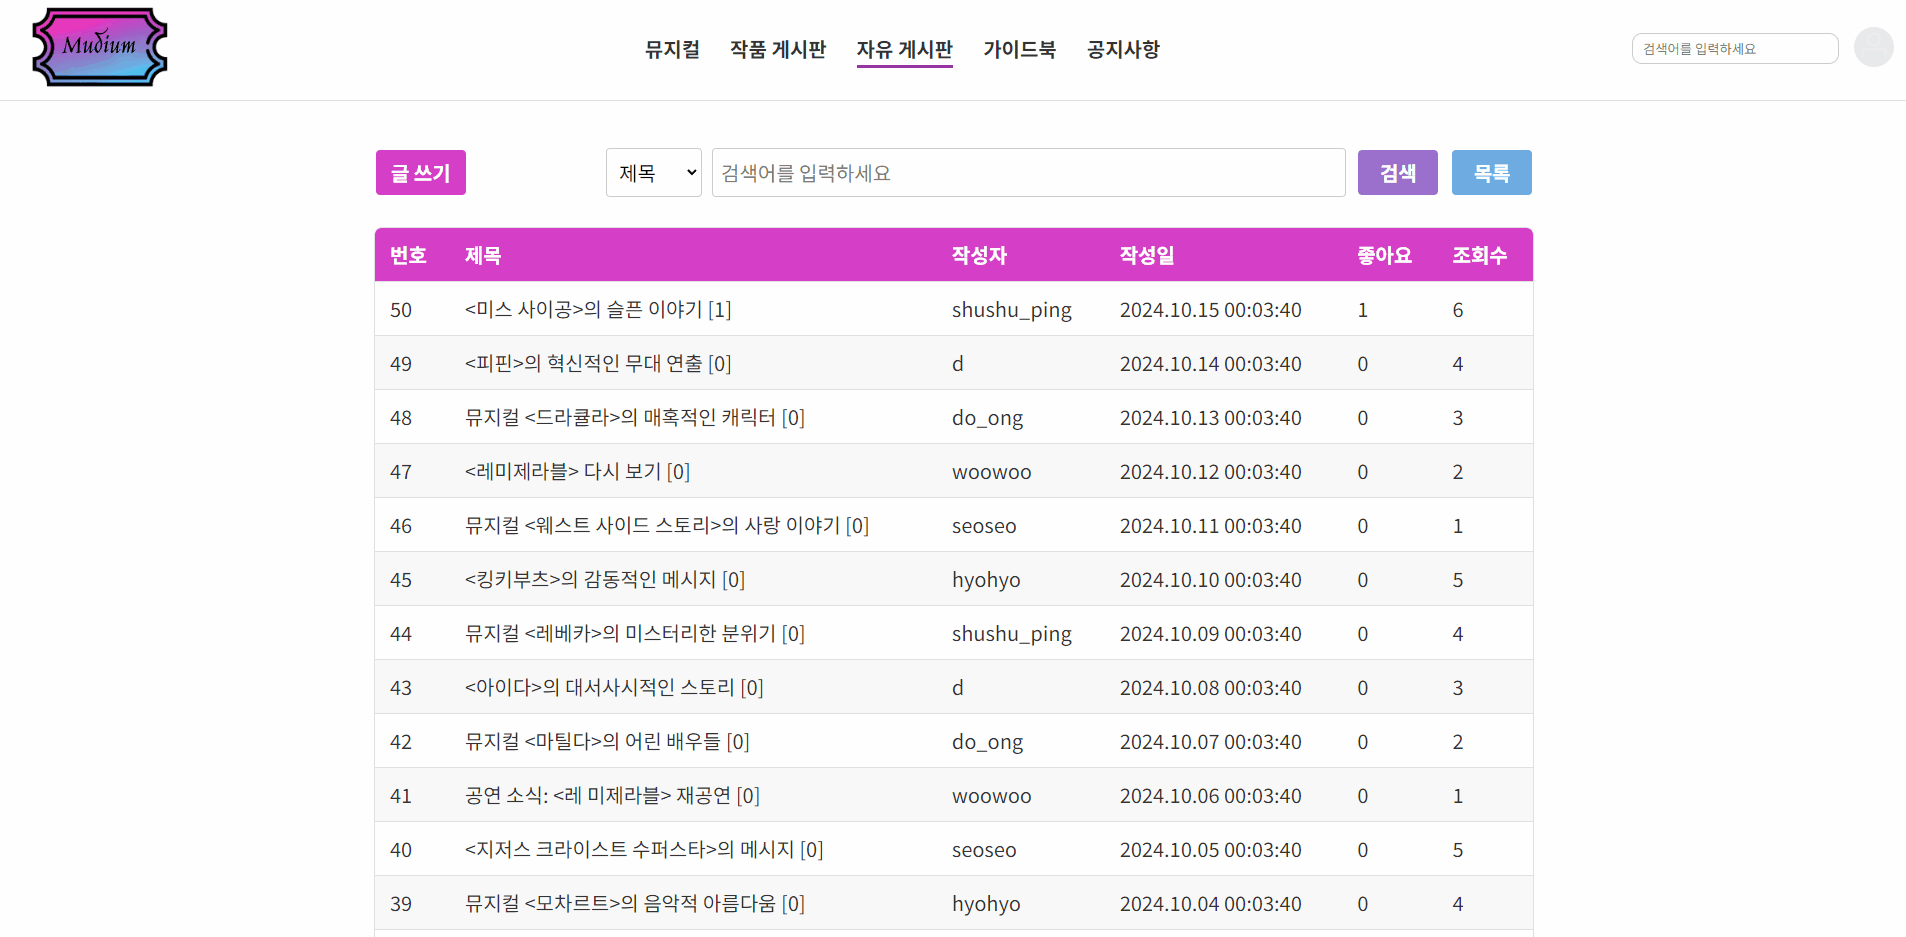 Mudium
뮤지컬 작품 게시판 자유 게시판 가이드북 공지사항 검색어를 입력하세요
글 쓰기 제목 검색어를 입력하세요 검색 목록
번호 제목 작성자 작성일 좋아요 조회수
50 <미스 사이공>의 슬픈 이야기 [1] shushu_ping 2024.10.15 00:03:40 1 6
49 <피핀>의 혁신적인 무대 연출 [0] d 2024.10.14 00:03:40 0 4
48 뮤지컬 <드라큘라>의 매혹적인 캐릭터 [0] do_ong 2024.10.13 00:03:40 0 3
47 <레미제라블> 다시 보기 [0] woowoo 2024.10.12 00:03:40 0 2
46 뮤지컬 <웨스트 사이드 스토리>의 사랑 이야기 [0] seoseo 2024.10.11 00:03:40 0 1
45 <킹키부츠>의 감동적인 메시지 [0] hyohyo 2024.10.10 00:03:40 0 5
44 뮤지컬 <레베카>의 미스터리한 분위기 [0] shushu_ping 2024.10.09 00:03:40 0 4
43 <아이다>의 대서사시적인 스토리 [0] d 2024.10.08 00:03:40 0 3
42 뮤지컬 <마틸다>의 어린 배우들 [0] do_ong 2024.10.07 00:03:40 0 2
41 공연 소식: <레 미제라블> 재공연 [0] woowoo 2024.10.06 00:03:40 0 1
40 <지저스 크라이스트 수퍼스타>의 메시지 [0] seoseo 2024.10.05 00:03:40 0 5
39 뮤지컬 <모차르트>의 음악적 아름다움 [0] hyohyo 2024.10.04 00:03:40 0 4